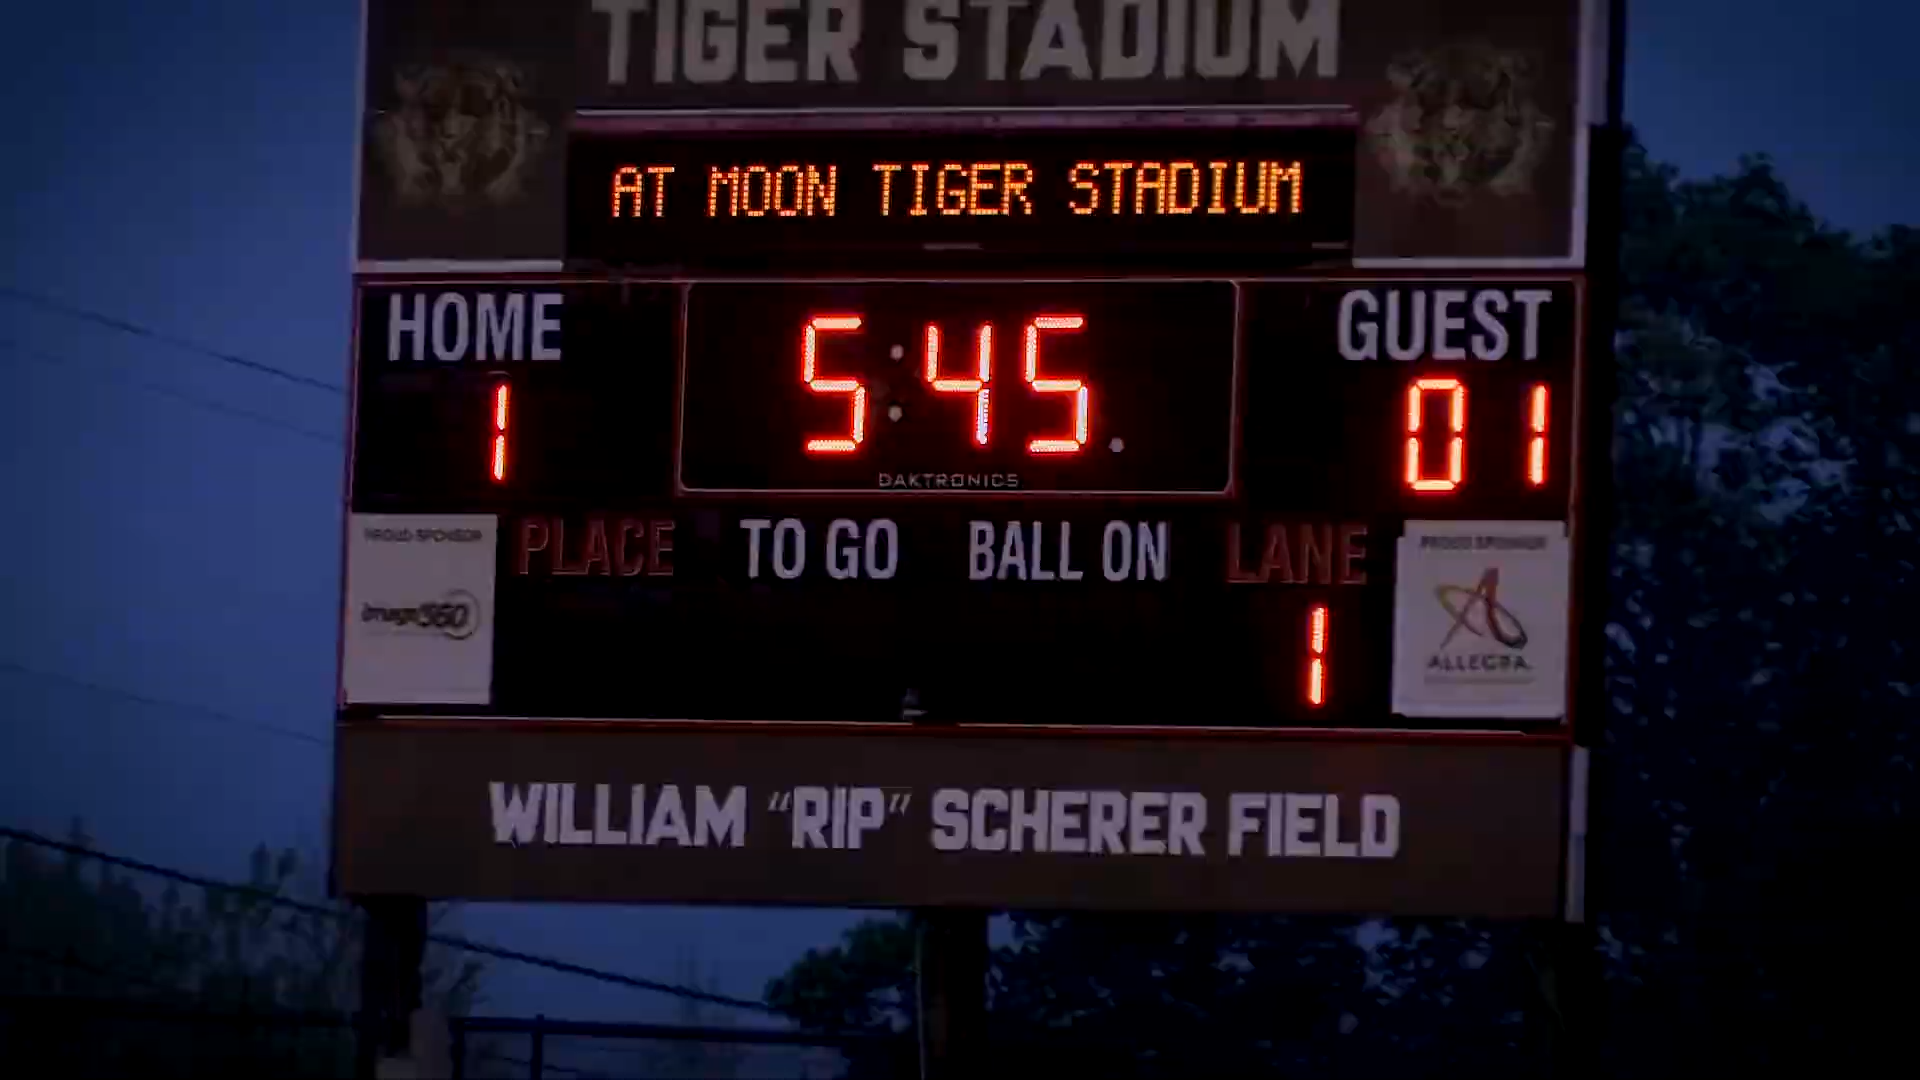 TIGER STADIUM
AT MOON TIGER STADIUM
HOME
5:45
GUEST
1
01
DAKTRONICS
PROUD SPONSOR
PLACE
TO GO
BALL ON
LANE
PROUD SPONSOR
image360
1
ALLEGRA
WILLIAM "RIP" SCHERER FIELD